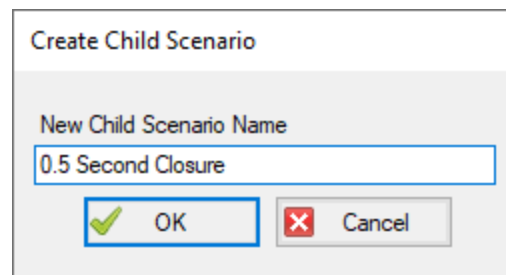 Create Child Scenario
New Child Scenario Name
0.5 Second Closure
OK Cancel